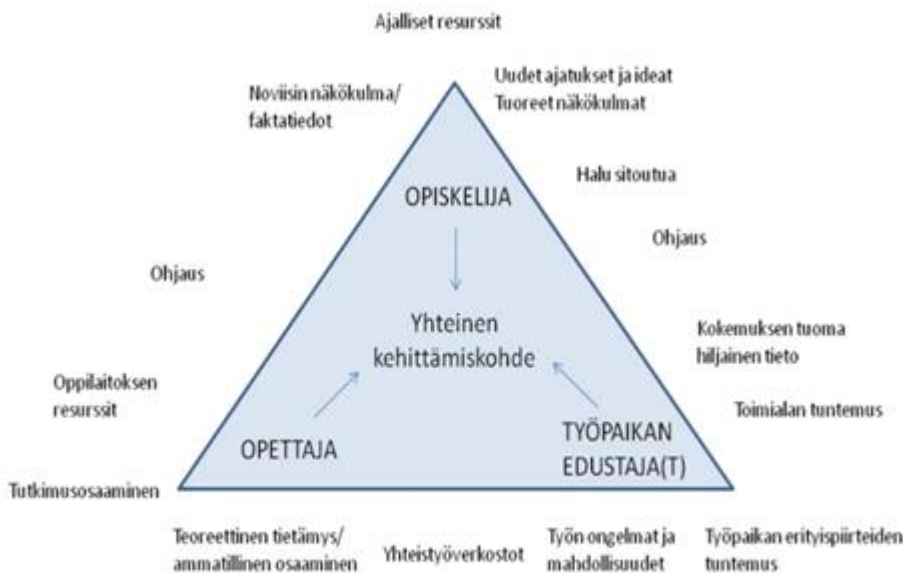 Ajalliset resurssit
Uudet ajatukset ja ideat
Tuoreet näkökulmat
Noviisin näkökulma/
faktatiedot
Halu sitoutua
OPISKELIJA
Ohjaus
Ohjaus
Yhteinen
kehittämiskohde
Kokemuksen tuoma
hiljainen tieto
Oppilaitoksen
resurssit
Toimialan tuntemus
OPETTAJA
TYÖPAIKAN
EDUSTAJA(T)
Tutkimusosaaminen
Teoreettinen tietämys/
ammatillinen osaaminen
Yhteistyöverkostot
Työn ongelmat ja
mahdollisuudet
Työpaikan erityispiirteiden
tuntemus